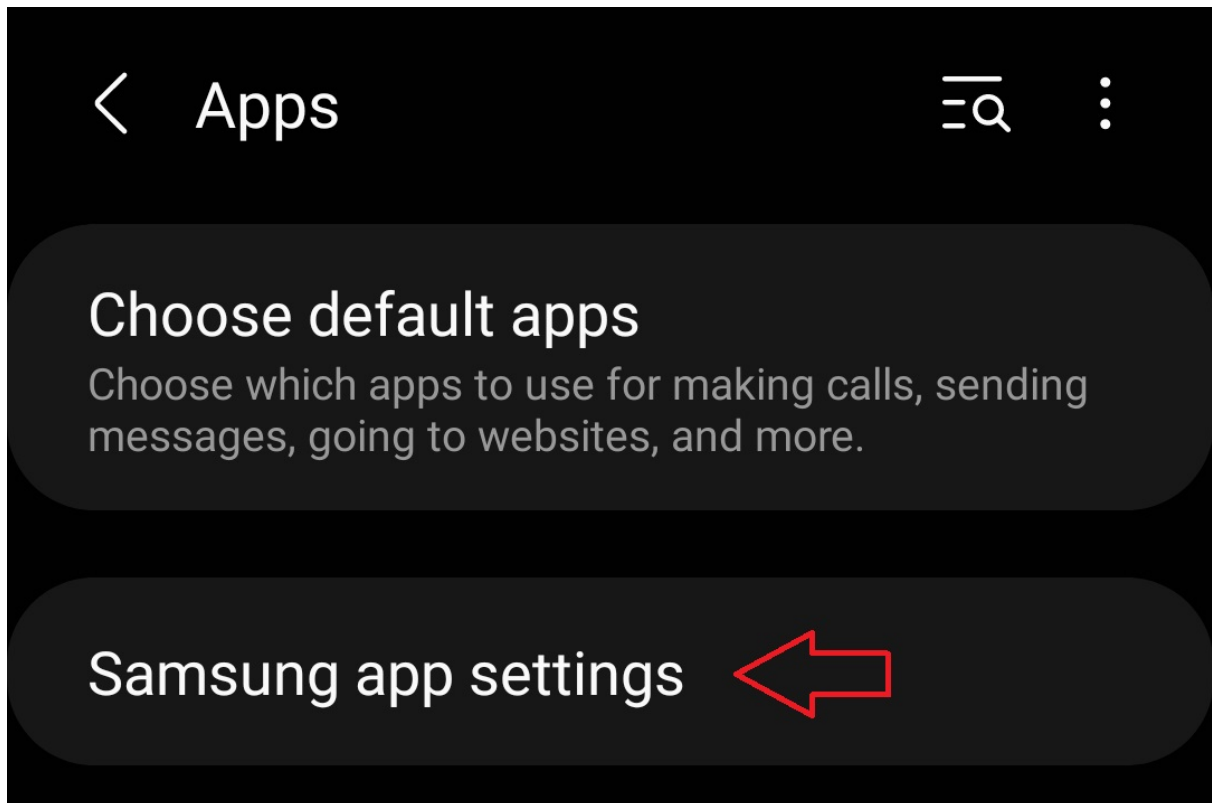 Apps
Choose default apps
Choose which apps to use for making calls, sending
messages, going to websites, and more.
Samsung app settings